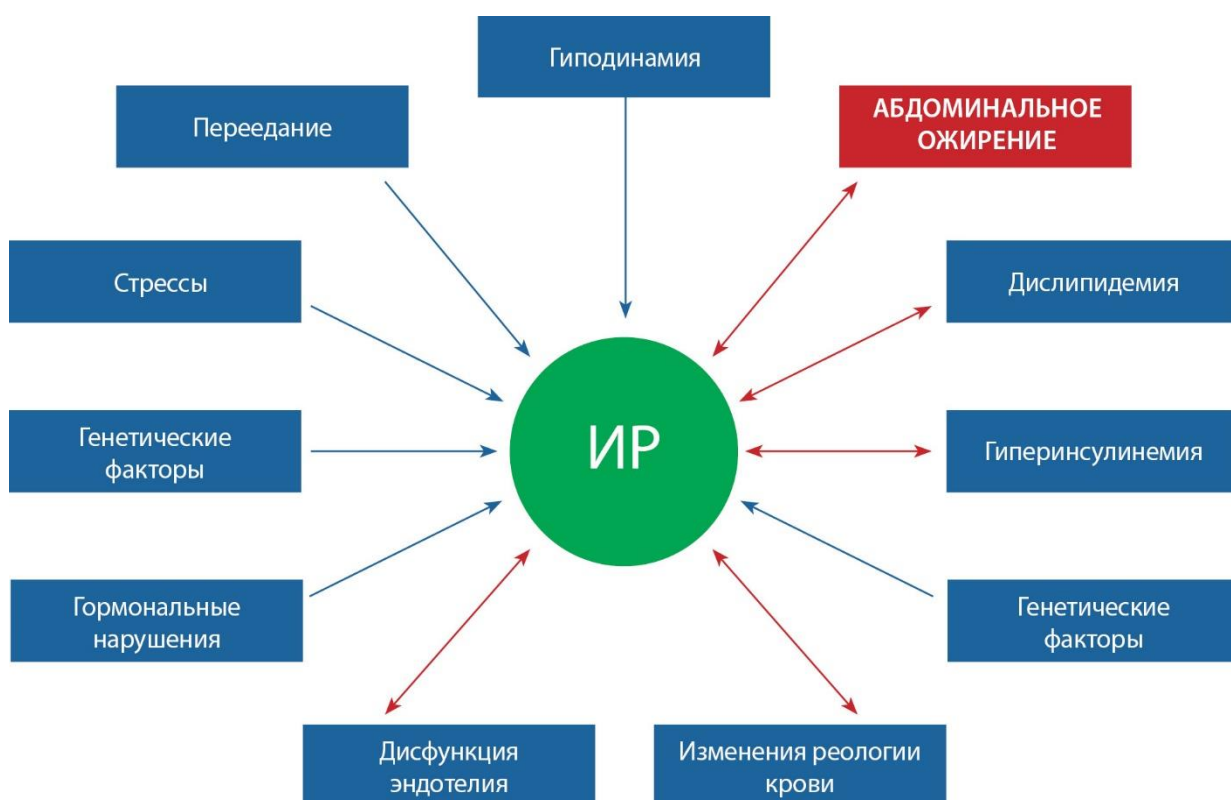 Гиподинамия
АБДОМИНАЛЬНОЕ
ОЖИРЕНИЕ
Переедание
Стрессы
Дислипидемия
Генетические
факторы
ИР
Гиперинсулинемия
Гормональные
нарушения
Генетические
факторы
Дисфункция
эндотелия
Изменения реологии
крови